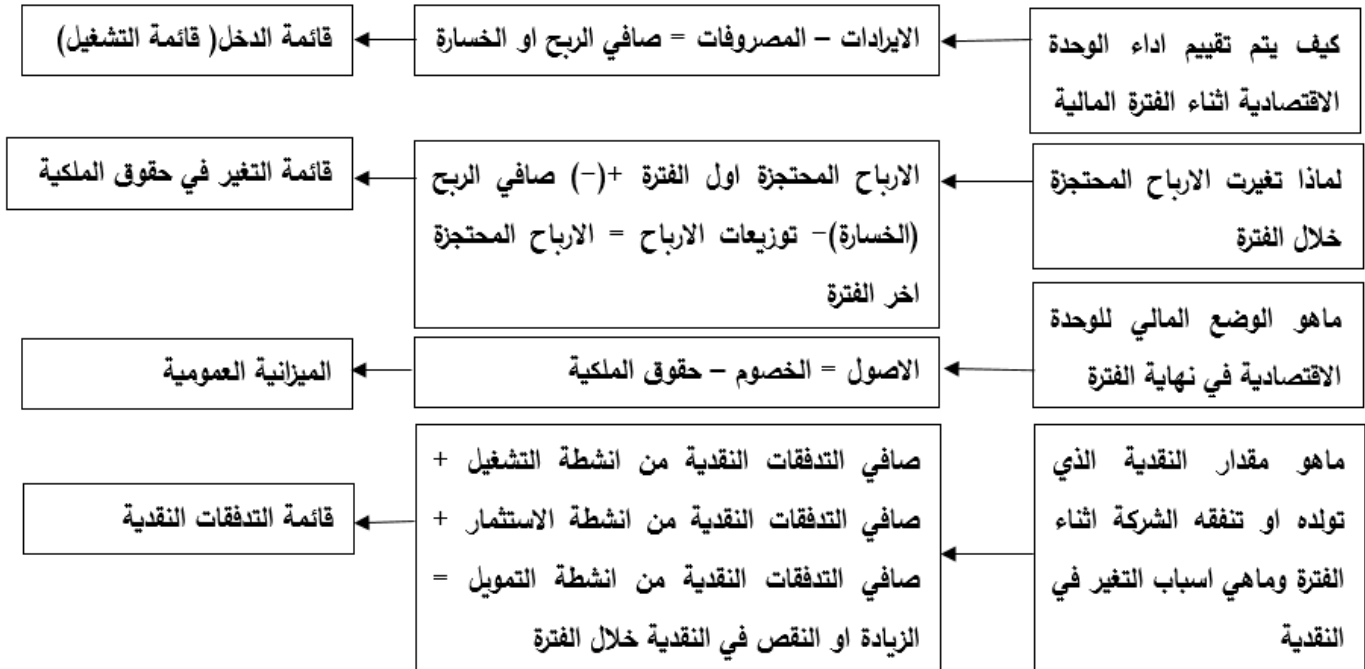 كيف يتم تقييم اداء الوحدة
الاقتصادية اثناء الفترة المالية
الايرادات – المصروفات = صافي الربح او الخسارة
قائمة الدخل( قائمة التشغيل)
لماذا تغيرت الارباح المحتجزة
خلال الفترة
الارباح المحتجزة اول الفترة +(–) صافي الربح
(الخسارة)– توزيعات الارباح = الارباح المحتجزة
اخر الفترة
قائمة التغير في حقوق الملكية
ماهو الوضع المالي للوحدة
الاقتصادية في نهاية الفترة
الاصول = الخصوم – حقوق الملكية
الميزانية العمومية
ماهو مقدار النقدية الذي
تولده او تنفقه الشركة اثناء
الفترة وماهي اسباب التغير في
النقدية
صافي التدفقات النقدية من انشطة التشغيل +
صافي التدفقات النقدية من انشطة الاستثمار +
صافي التدفقات النقدية من انشطة التمويل =
الزيادة او النقص في النقدية خلال الفترة
قائمة التدفقات النقدية